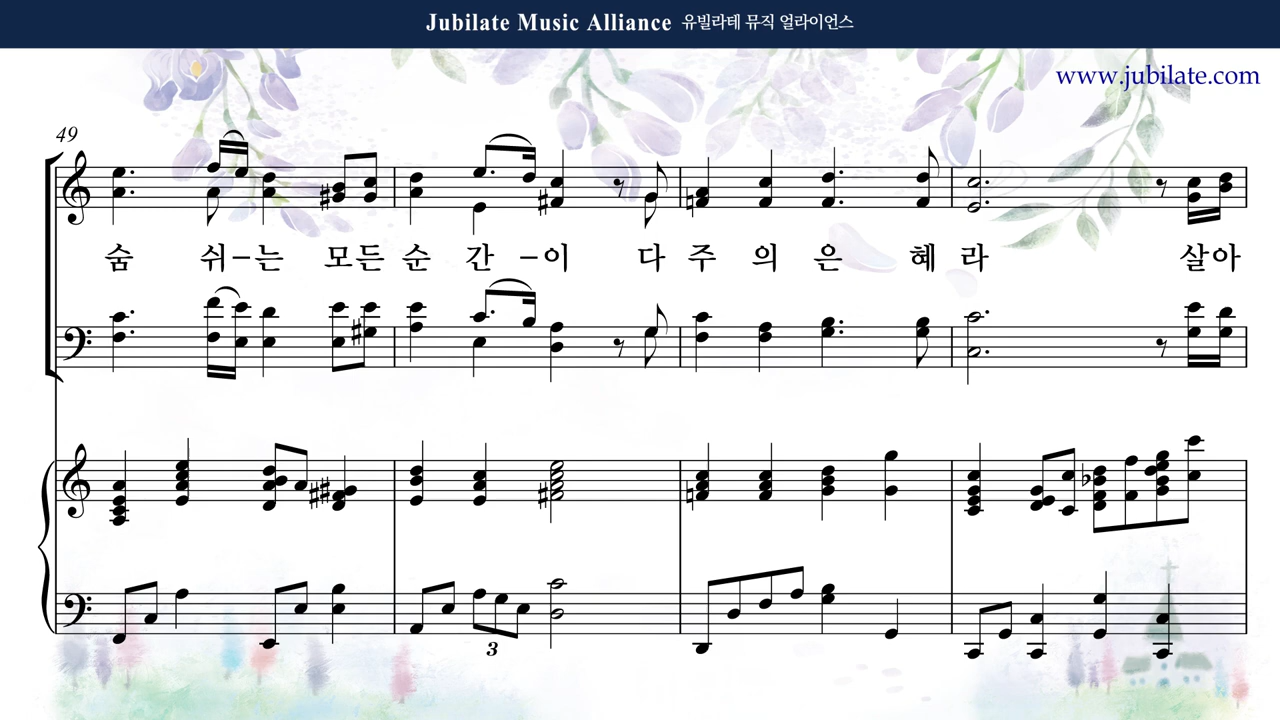 Jubilate Music Alliance 유빌라테 뮤직 얼라이언스
www.jubilate.com
49
숨 쉬-는 모든 순 간 -이 다 주 의 은 혜 라 살아
3